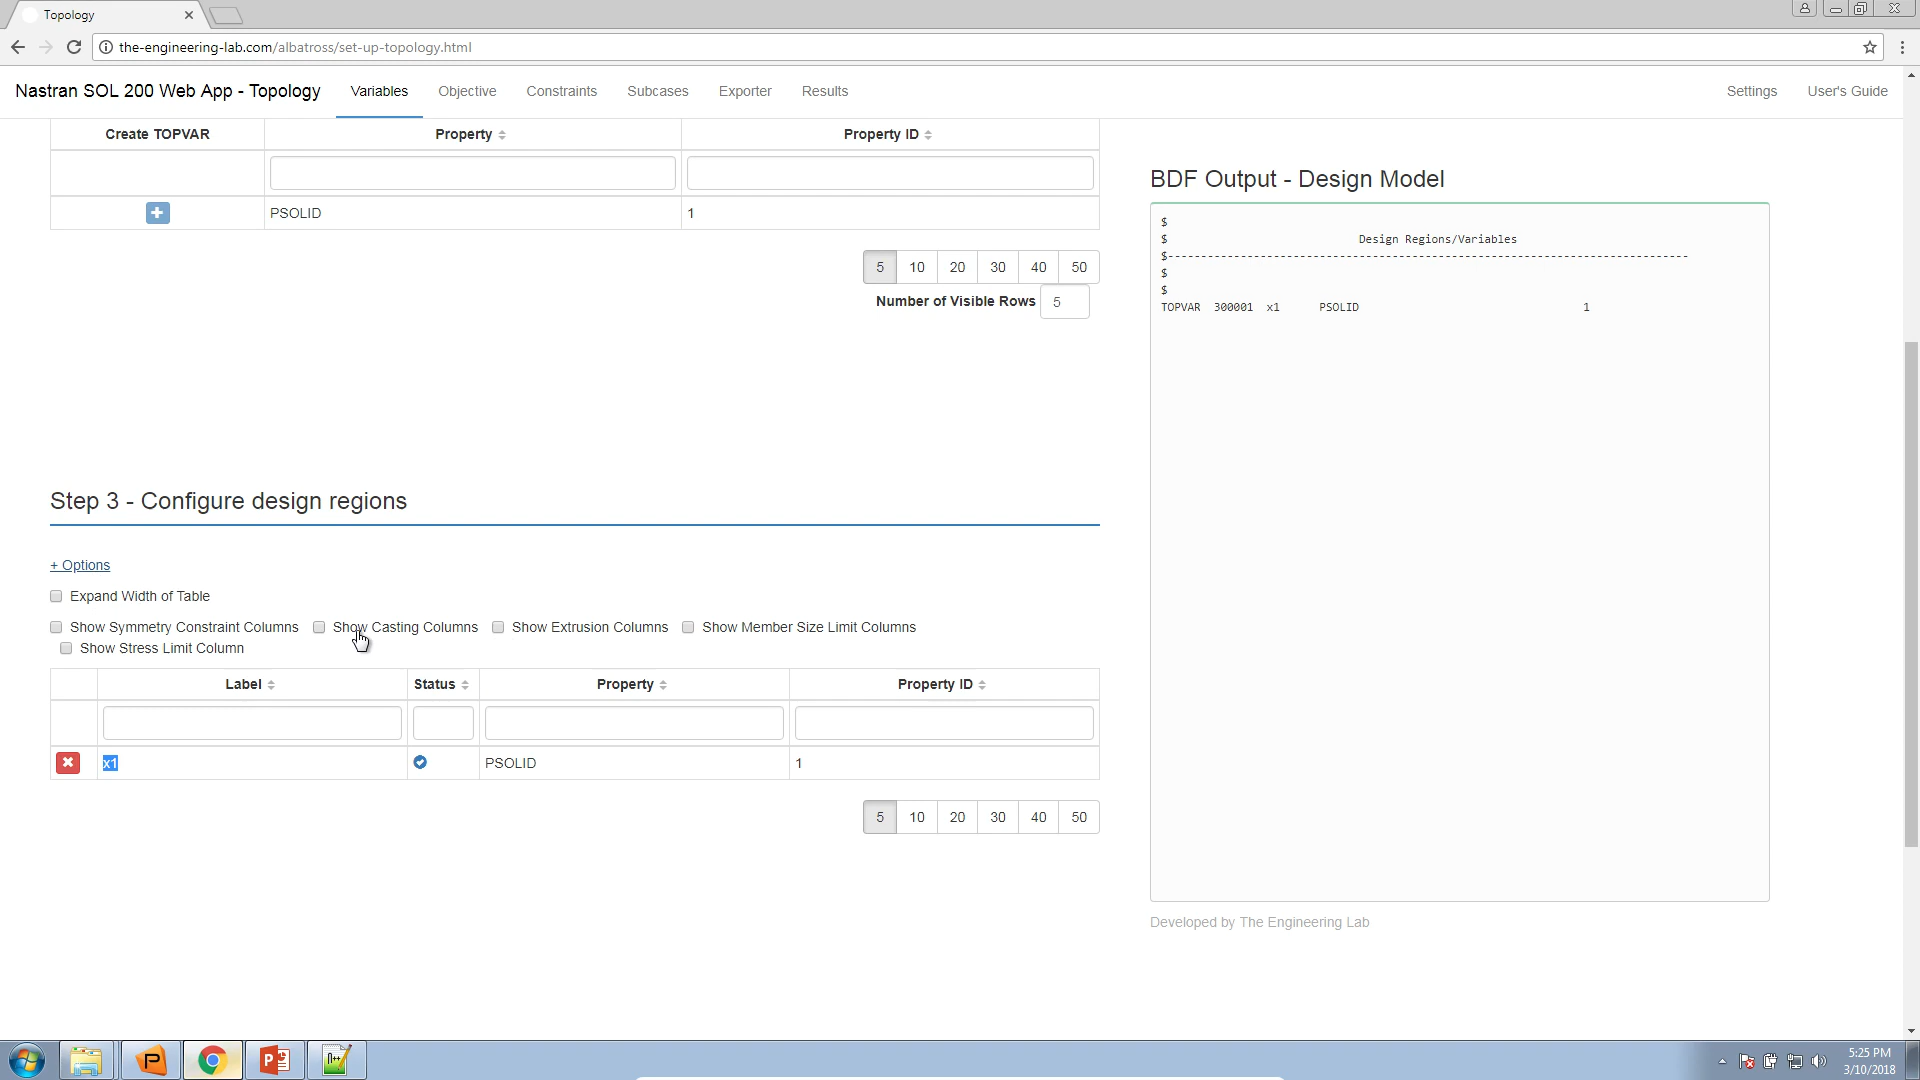 Topology
the-engineering-lab.com/albatross/set-up-topology.html
Nastran SOL 200 Web App - Topology Variables Objective Constraints Subcases Exporter Results Settings User's Guide
Create TOPVAR Property Property ID
PSOLID 1
5 10 20 30 40 50
Number of Visible Rows 5
BDF Output - Design Model
$
$ Design Regions/Variables
$-------------------------------------------------------------------------------
$
$
TOPVAR 300001 x1 PSOLID 1
Step 3 - Configure design regions
+ Options
Expand Width of Table
Show Symmetry Constraint Columns Show Casting Columns Show Extrusion Columns Show Member Size Limit Columns
Show Stress Limit Column
Label Status Property Property ID
x1 PSOLID 1
5 10 20 30 40 50
Developed by The Engineering Lab
5:25 PM
3/10/2018